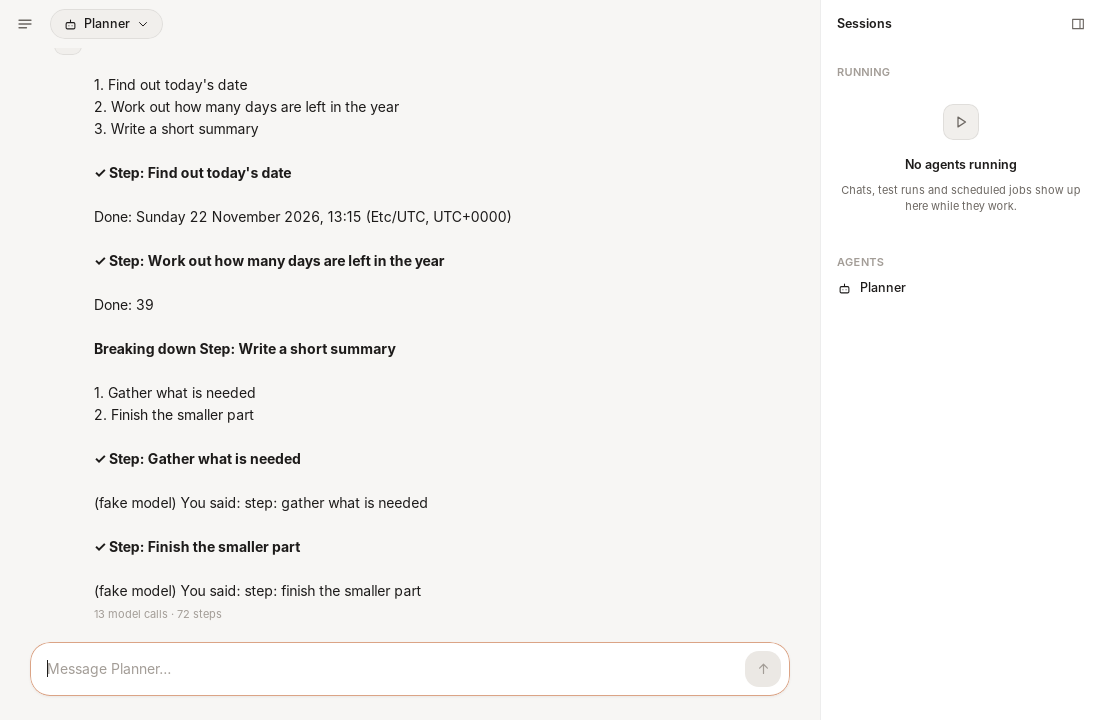 Planner
1. Find out today's date
2. Work out how many days are left in the year
3. Write a short summary
✓ Step: Find out today's date
Done: Sunday 22 November 2026, 13:15 (Etc/UTC, UTC+0000)
✓ Step: Work out how many days are left in the year
Done: 39
Breaking down Step: Write a short summary
1. Gather what is needed
2. Finish the smaller part
✓ Step: Gather what is needed
(fake model) You said: step: gather what is needed
✓ Step: Finish the smaller part
(fake model) You said: step: finish the smaller part
13 model calls · 72 steps
Message Planner...
Sessions
RUNNING
No agents running
Chats, test runs and scheduled jobs show up
here while they work.
AGENTS
Planner